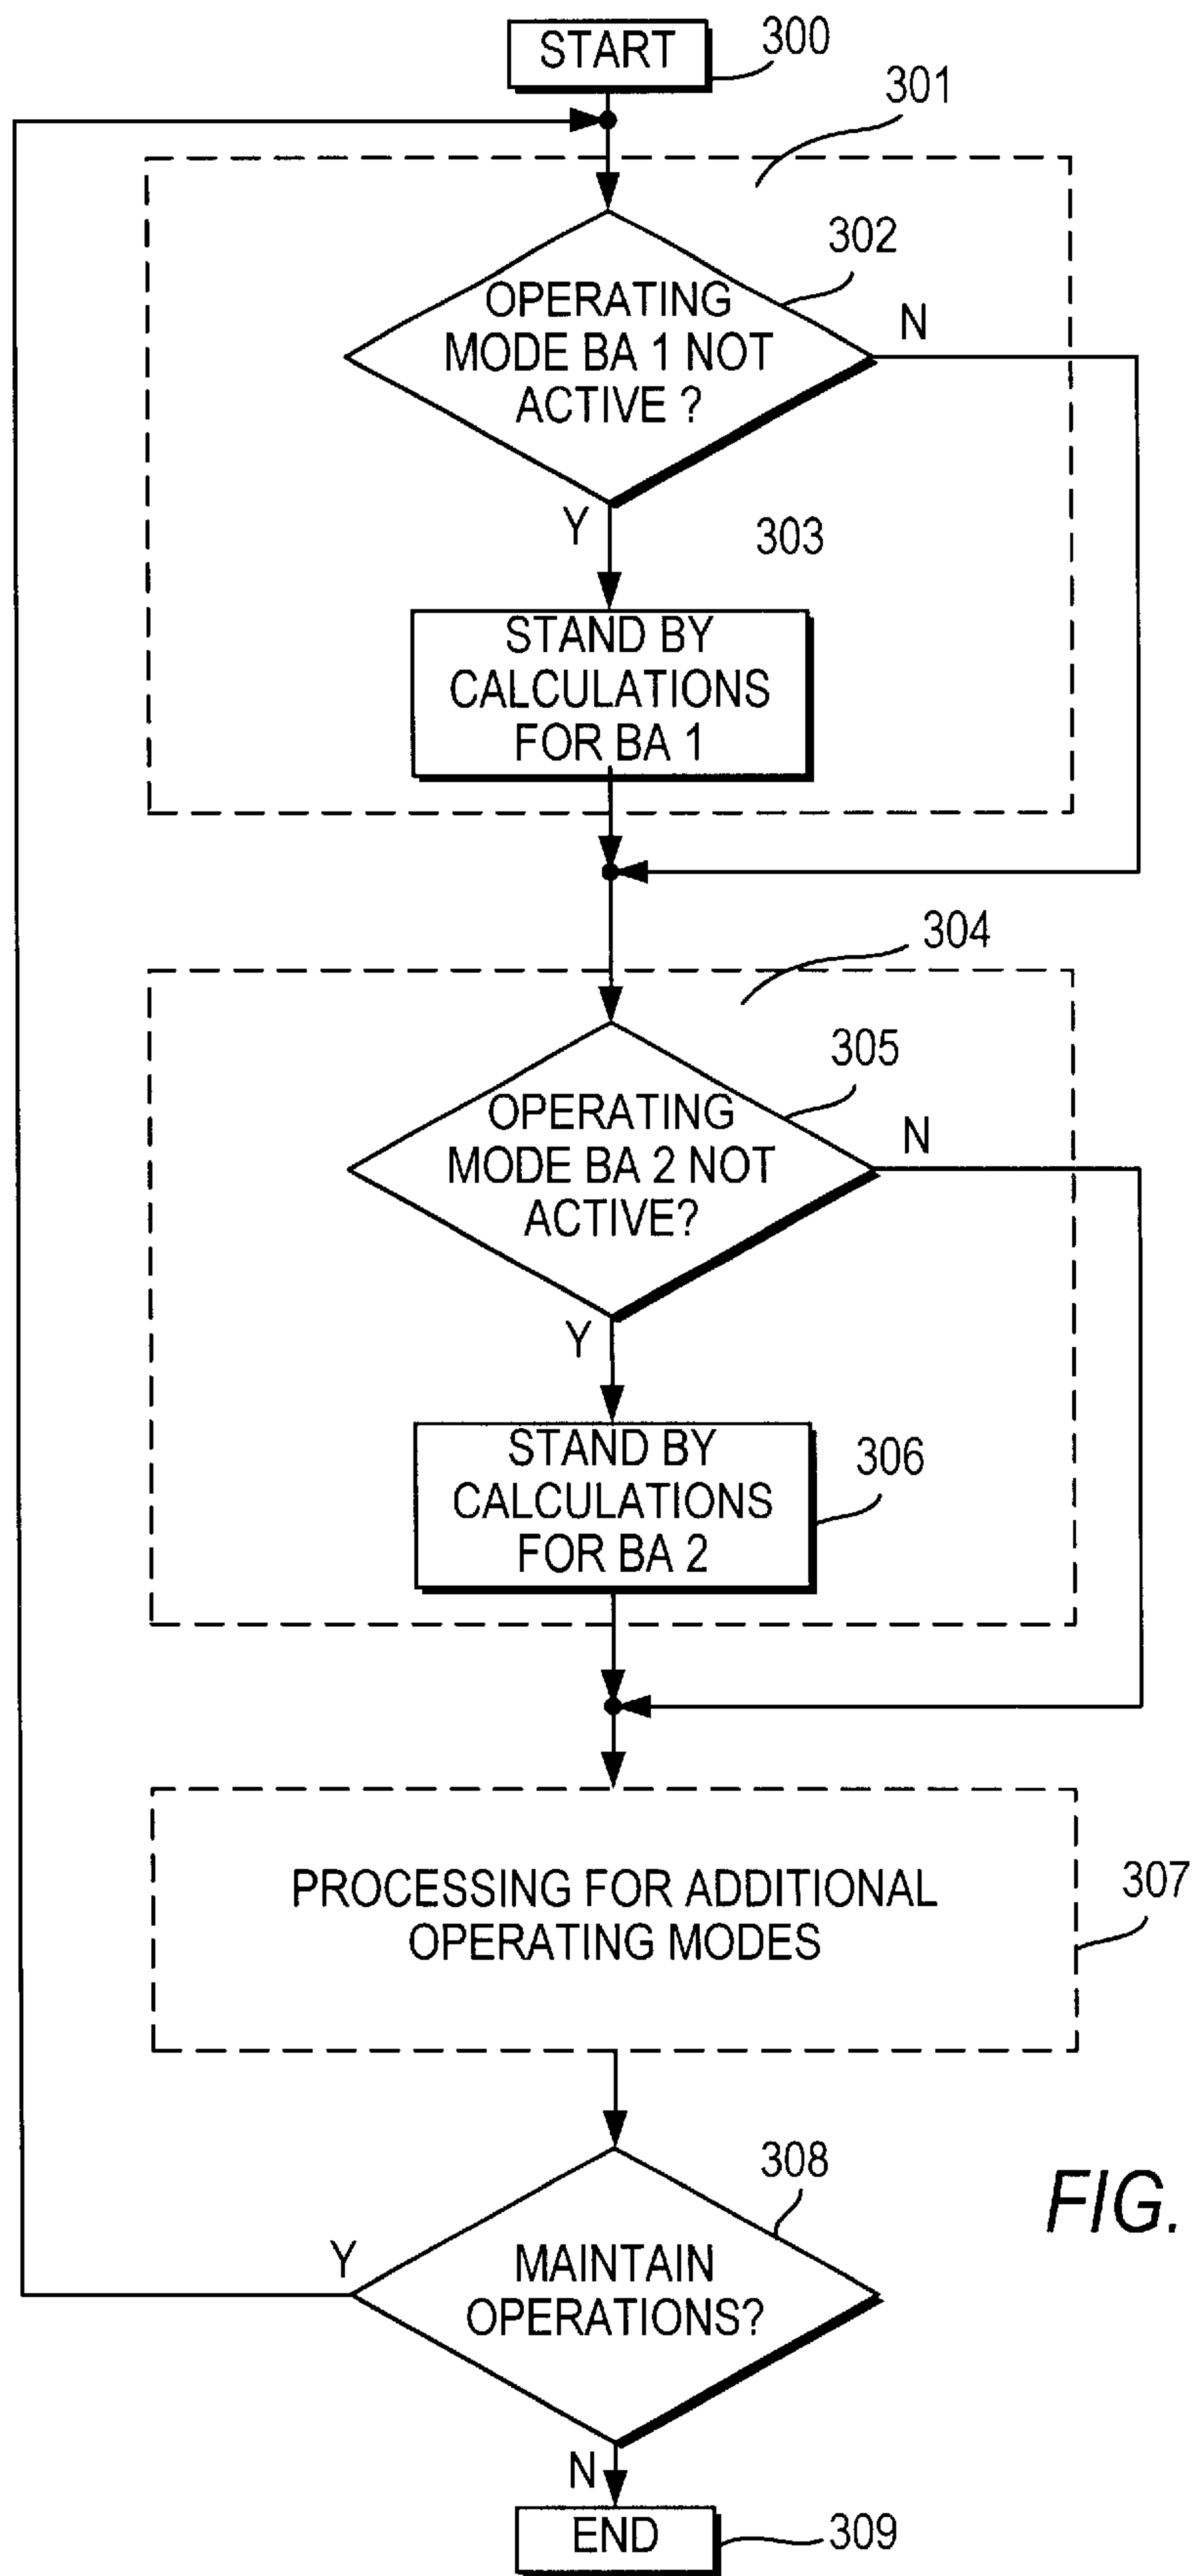 START
300
301
302
OPERATING
MODE BA 1 NOT
ACTIVE ?
N
Y
303
STAND BY
CALCULATIONS
FOR BA 1
304
305
OPERATING
MODE BA 2 NOT
ACTIVE?
N
Y
STAND BY
CALCULATIONS
FOR BA 2
306
PROCESSING FOR ADDITIONAL
OPERATING MODES
307
308
FIG.
Y
MAINTAIN
OPERATIONS?
N
END
309